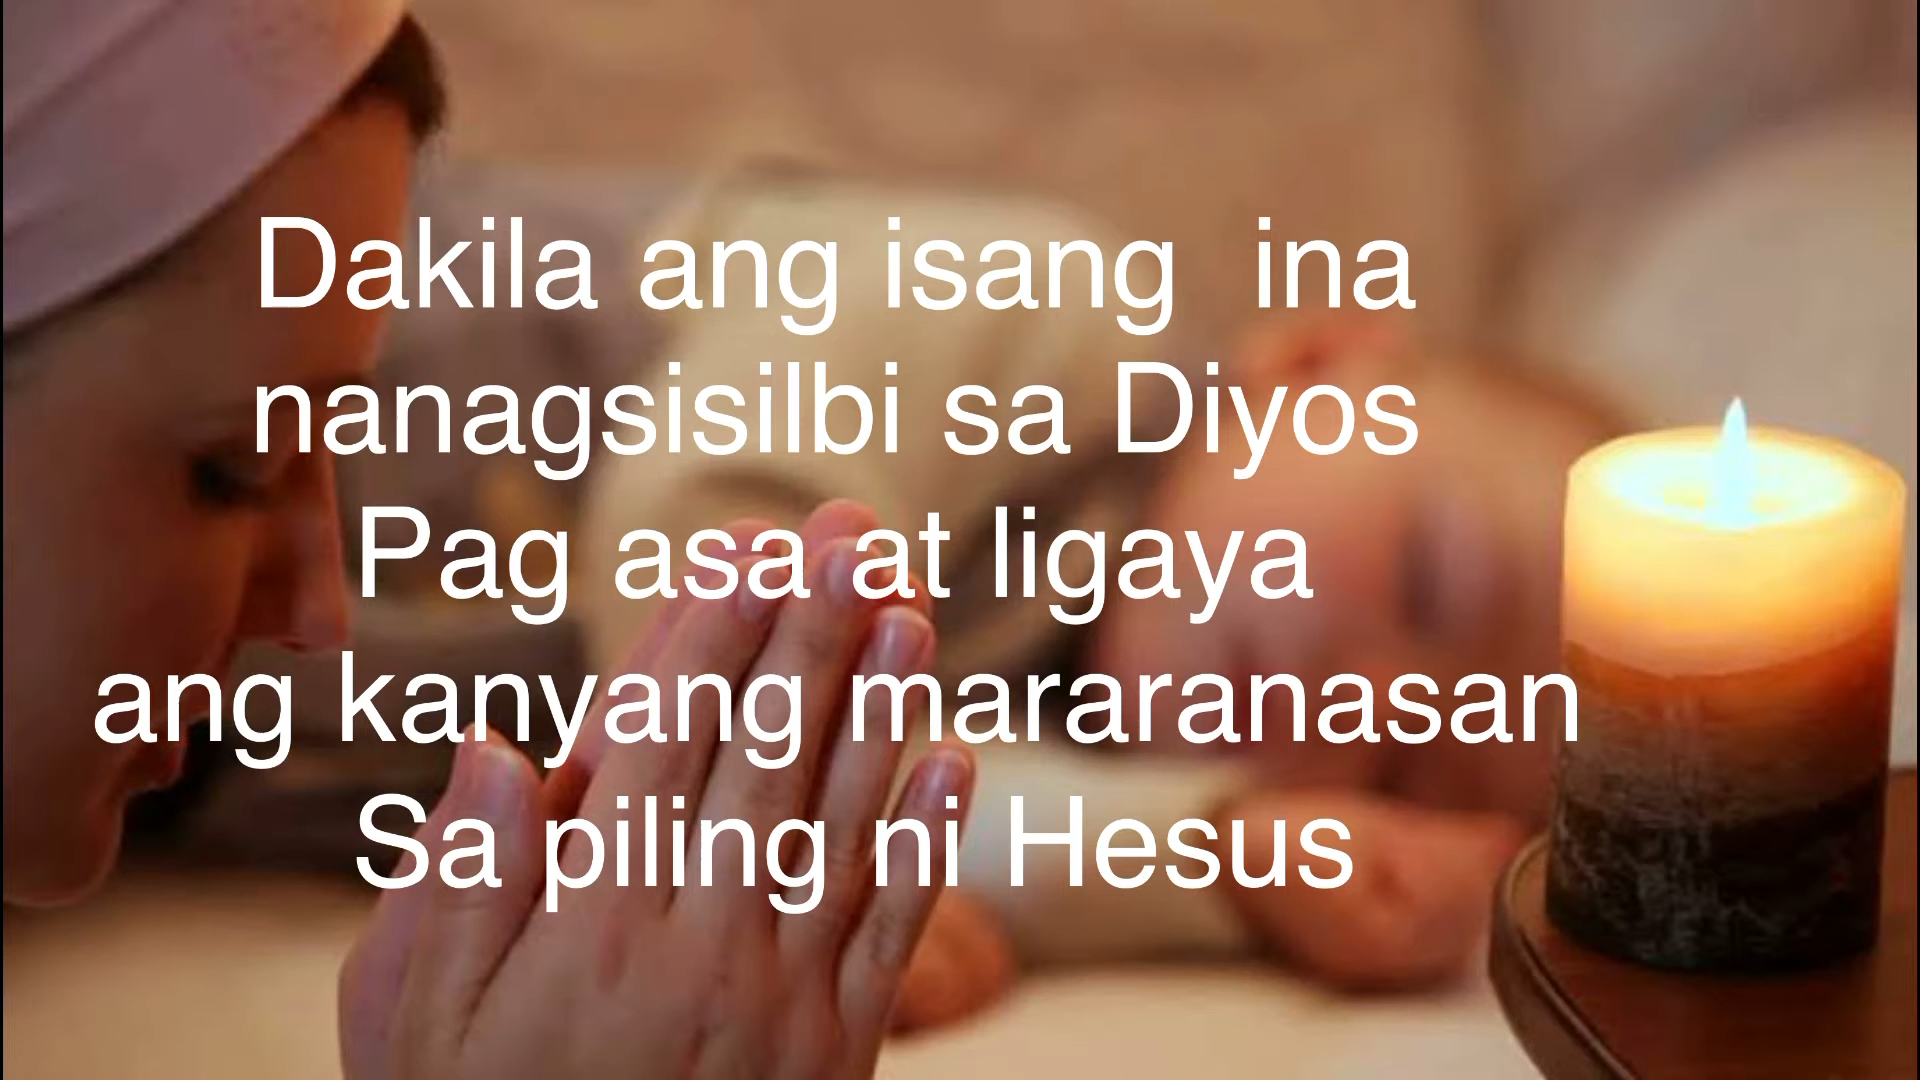 Dakila ang isang  ina
nanagsisilbi sa Diyos
Pag asa at ligaya
ang kanyang mararanasan
Sa piling ni Hesus